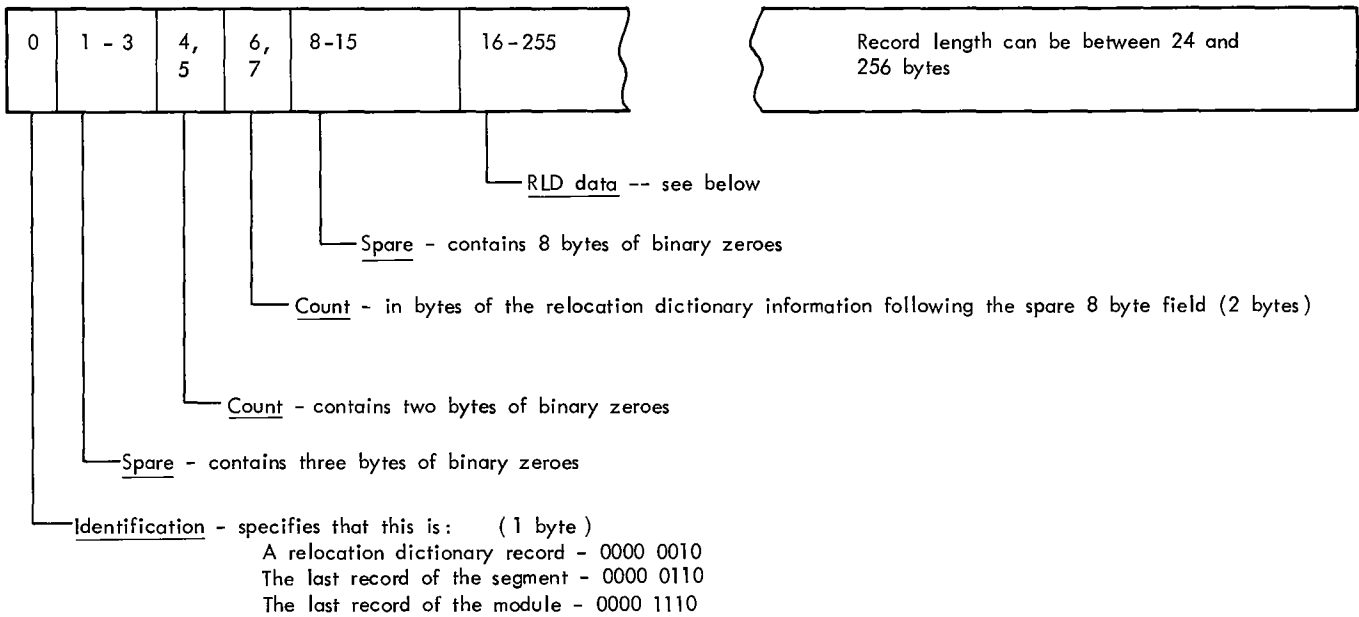 0
1 - 3
4,
5
6,
7
8-15
16-255
Record length can be between 24 and
256 bytes
RLD data -- see below
Spare - contains 8 bytes of binary zeroes
Count - in bytes of the relocation dictionary information following the spare 8 byte field (2 bytes)
Count - contains two bytes of binary zeroes
Spare - contains three bytes of binary zeroes
Identification - specifies that this is: (1 byte)
A relocation dictionary record - 0000 0010
The last record of the segment - 0000 0110
The last record of the module - 0000 1110